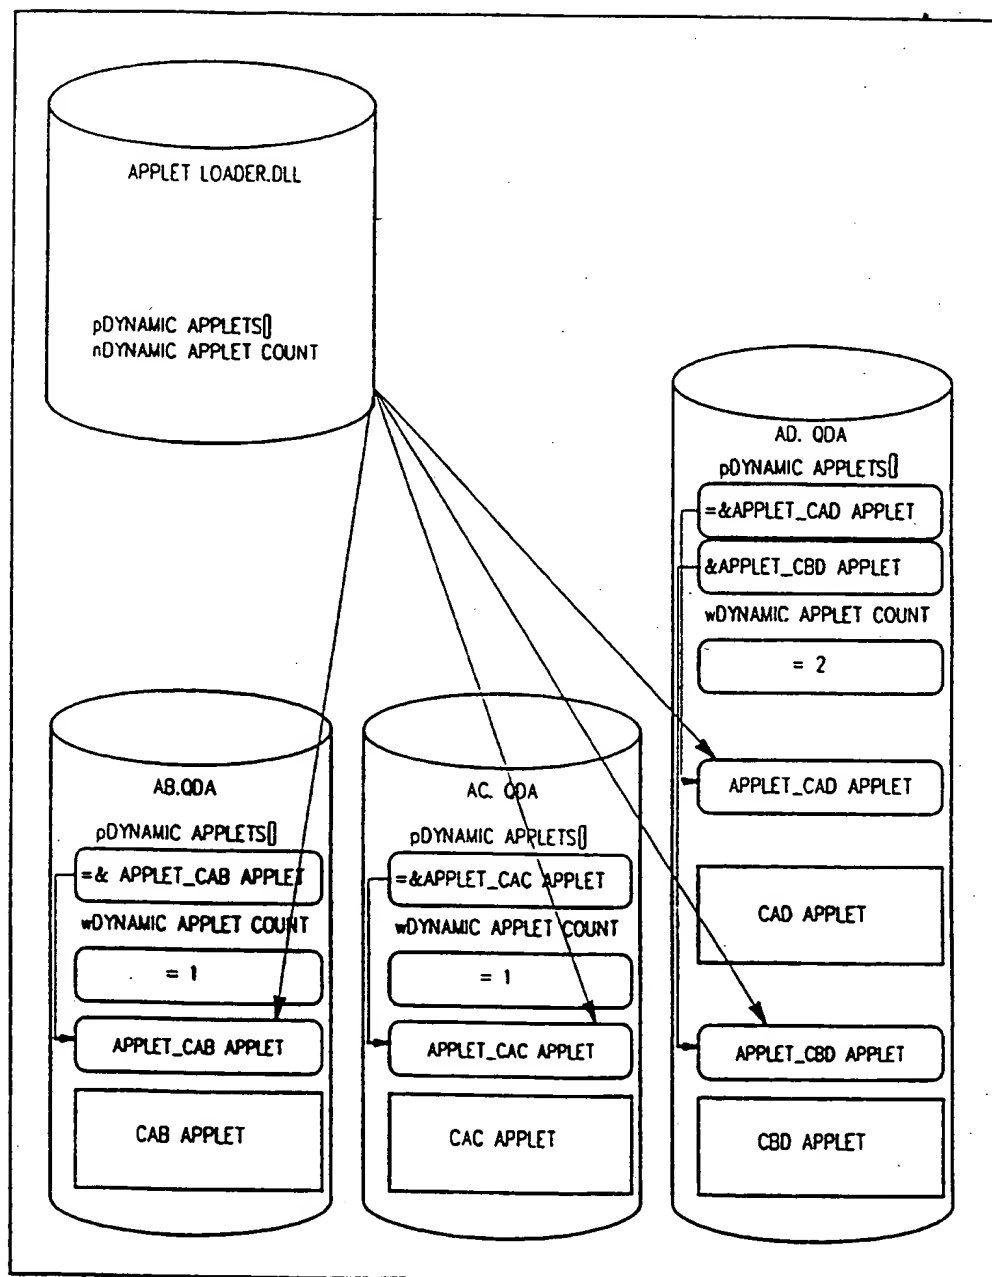 APPLET LOADER.DLL
pDYNAMIC APPLETS[]
nDYNAMIC APPLET COUNT
AD. QDA
pDYNAMIC APPLETS[]
=&APPLET_CAD APPLET
&APPLET_CBD APPLET
wDYNAMIC APPLET COUNT
= 2
APPLET_CAD APPLET
CAD APPLET
APPLET_CBD APPLET
CBD APPLET
AB.QDA
pDYNAMIC APPLETS[]
=& APPLET_CAB APPLET
wDYNAMIC APPLET COUNT
= 1
APPLET_CAB APPLET
CAB APPLET
AC. QDA
pDYNAMIC APPLETS[]
=&APPLET_CAC APPLET
wDYNAMIC APPLET COUNT
= 1
APPLET_CAC APPLET
CAC APPLET